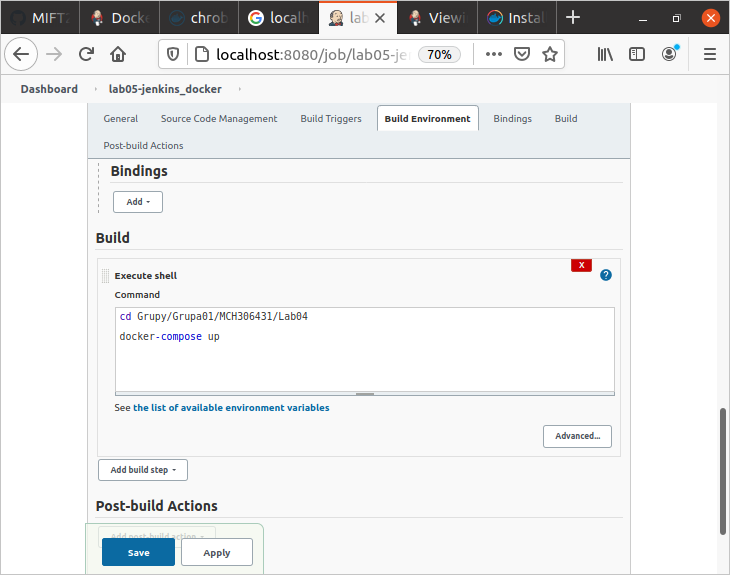 MIFT
Docke
chrob
localh
lab
Viewi
Instal
localhost:8080/job/lab05-je
70%
Dashboard
lab05-jenkins_docker
General
Source Code Management
Build Triggers
Build Environment
Bindings
Build
Post-build Actions
Bindings
Add
Build
X
Execute shell
?
Command
cd Grupy/Grupa01/MCH306431/Lab04
docker-compose up
See the list of available environment variables
Advanced...
Add build step
Post-build Actions
Add post-build action
Save
Apply